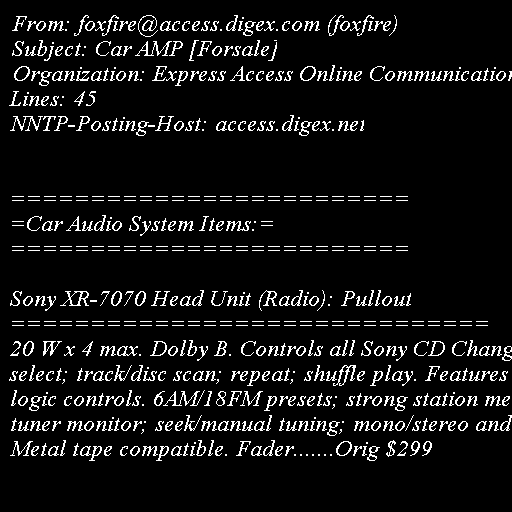 From: foxfire@access.digex.com (foxfire)
Subject: Car AMP [Forsale]
Organization: Express Access Online Communication
Lines: 45
NNTP-Posting-Host: access.digex.net
=========================
=Car Audio System Items:=
=========================
Sony XR-7070 Head Unit (Radio): Pullout
==============================
20 W x 4 max. Dolby B. Controls all Sony CD Chang
select; track/disc scan; repeat; shuffle play. Features
logic controls. 6AM/18FM presets; strong station me
tuner monitor; seek/manual tuning; mono/stereo and
Metal tape compatible. Fader.......Orig $299